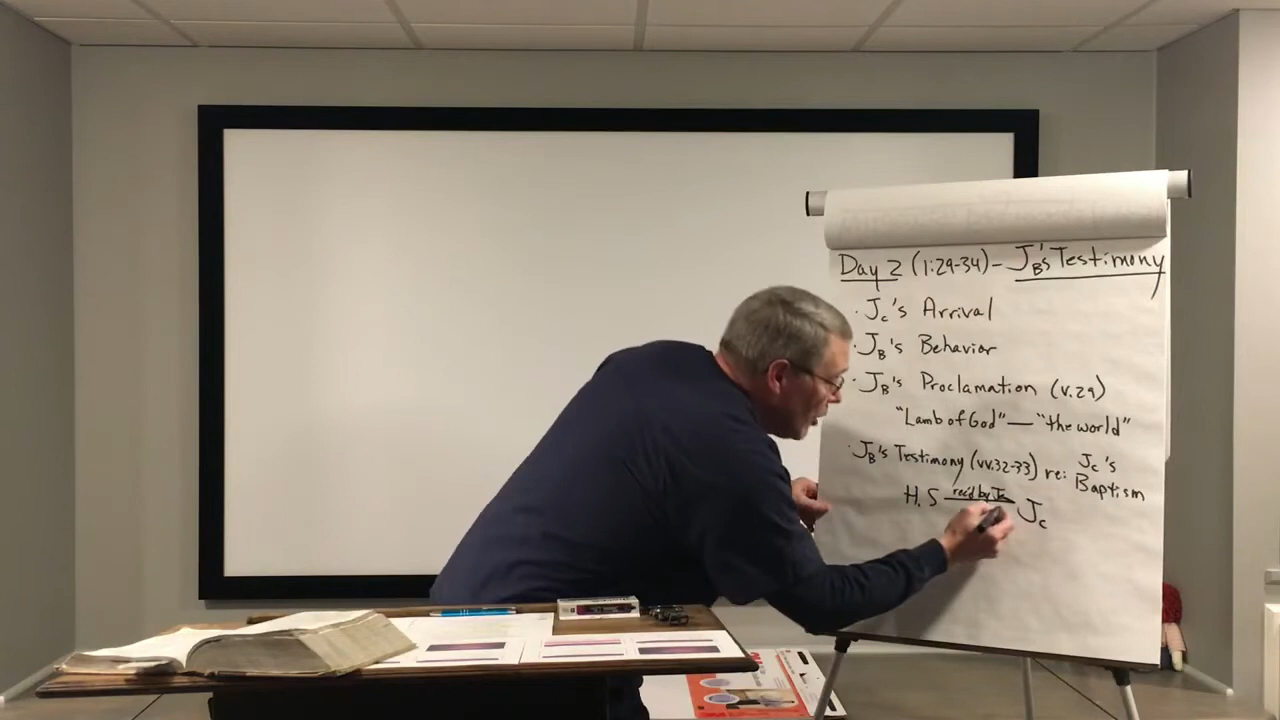 Day 2 (1:29-34) - JB's Testimony
· Jc's Arrival
· JB's Behavior
· JB's Proclamation (v.29)
"Lamb of God" — "the world"
· JB's Testimony (vv.32-33) re: Jc's Baptism
H.S rec'd by Jc Jc